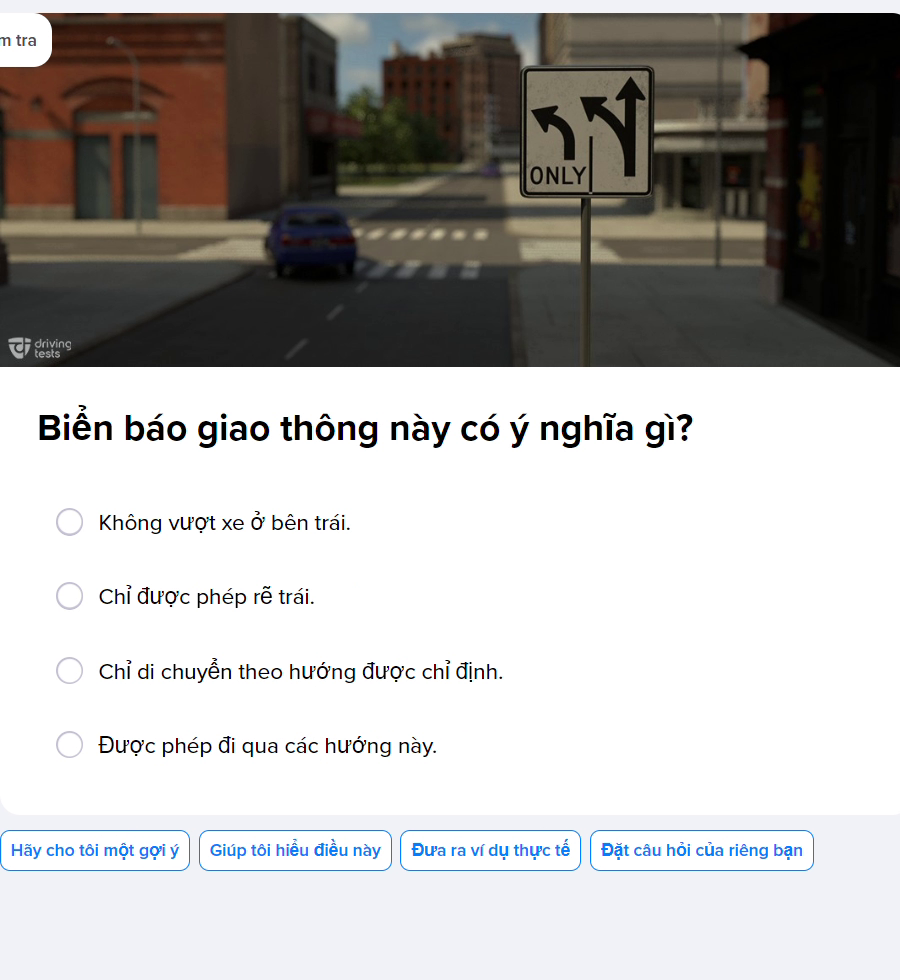 m tra
ONLY
driving
tests
Biển báo giao thông này có ý nghĩa gì?
Không vượt xe ở bên trái.
Chỉ được phép rẽ trái.
Chỉ di chuyển theo hướng được chỉ định.
Được phép đi qua các hướng này.
Hãy cho tôi một gợi ý
Giúp tôi hiểu điều này
Đưa ra ví dụ thực tế
Đặt câu hỏi của riêng bạn